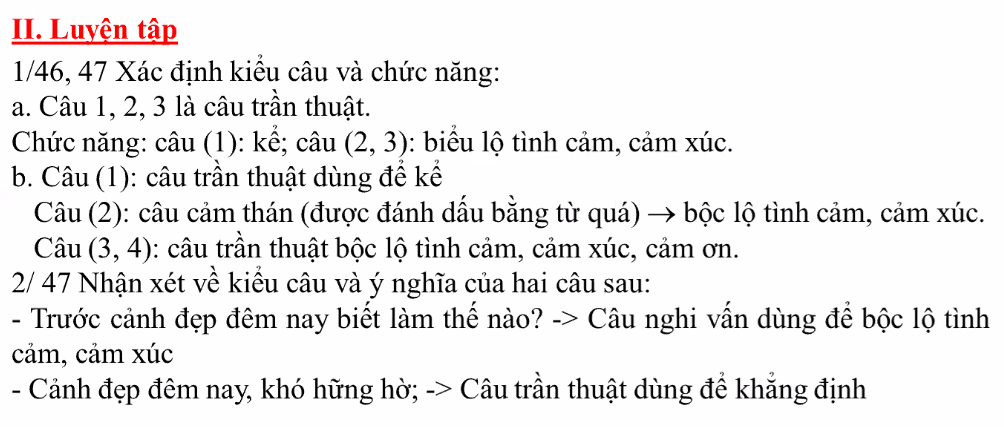 II. Luyện tập
1/46, 47 Xác định kiểu câu và chức năng:
a. Câu 1, 2, 3 là câu trần thuật.
Chức năng: câu (1): kể; câu (2, 3): biểu lộ tình cảm, cảm xúc.
b. Câu (1): câu trần thuật dùng để kể
Câu (2): câu cảm thán (được đánh dấu bằng từ quá) → bộc lộ tình cảm, cảm xúc.
Câu (3, 4): câu trần thuật bộc lộ tình cảm, cảm xúc, cảm ơn.
2/ 47 Nhận xét về kiểu câu và ý nghĩa của hai câu sau:
- Trước cảnh đẹp đêm nay biết làm thế nào? -> Câu nghi vấn dùng để bộc lộ tình
cảm, cảm xúc
- Cảnh đẹp đêm nay, khó hững hờ; -> Câu trần thuật dùng để khẳng định